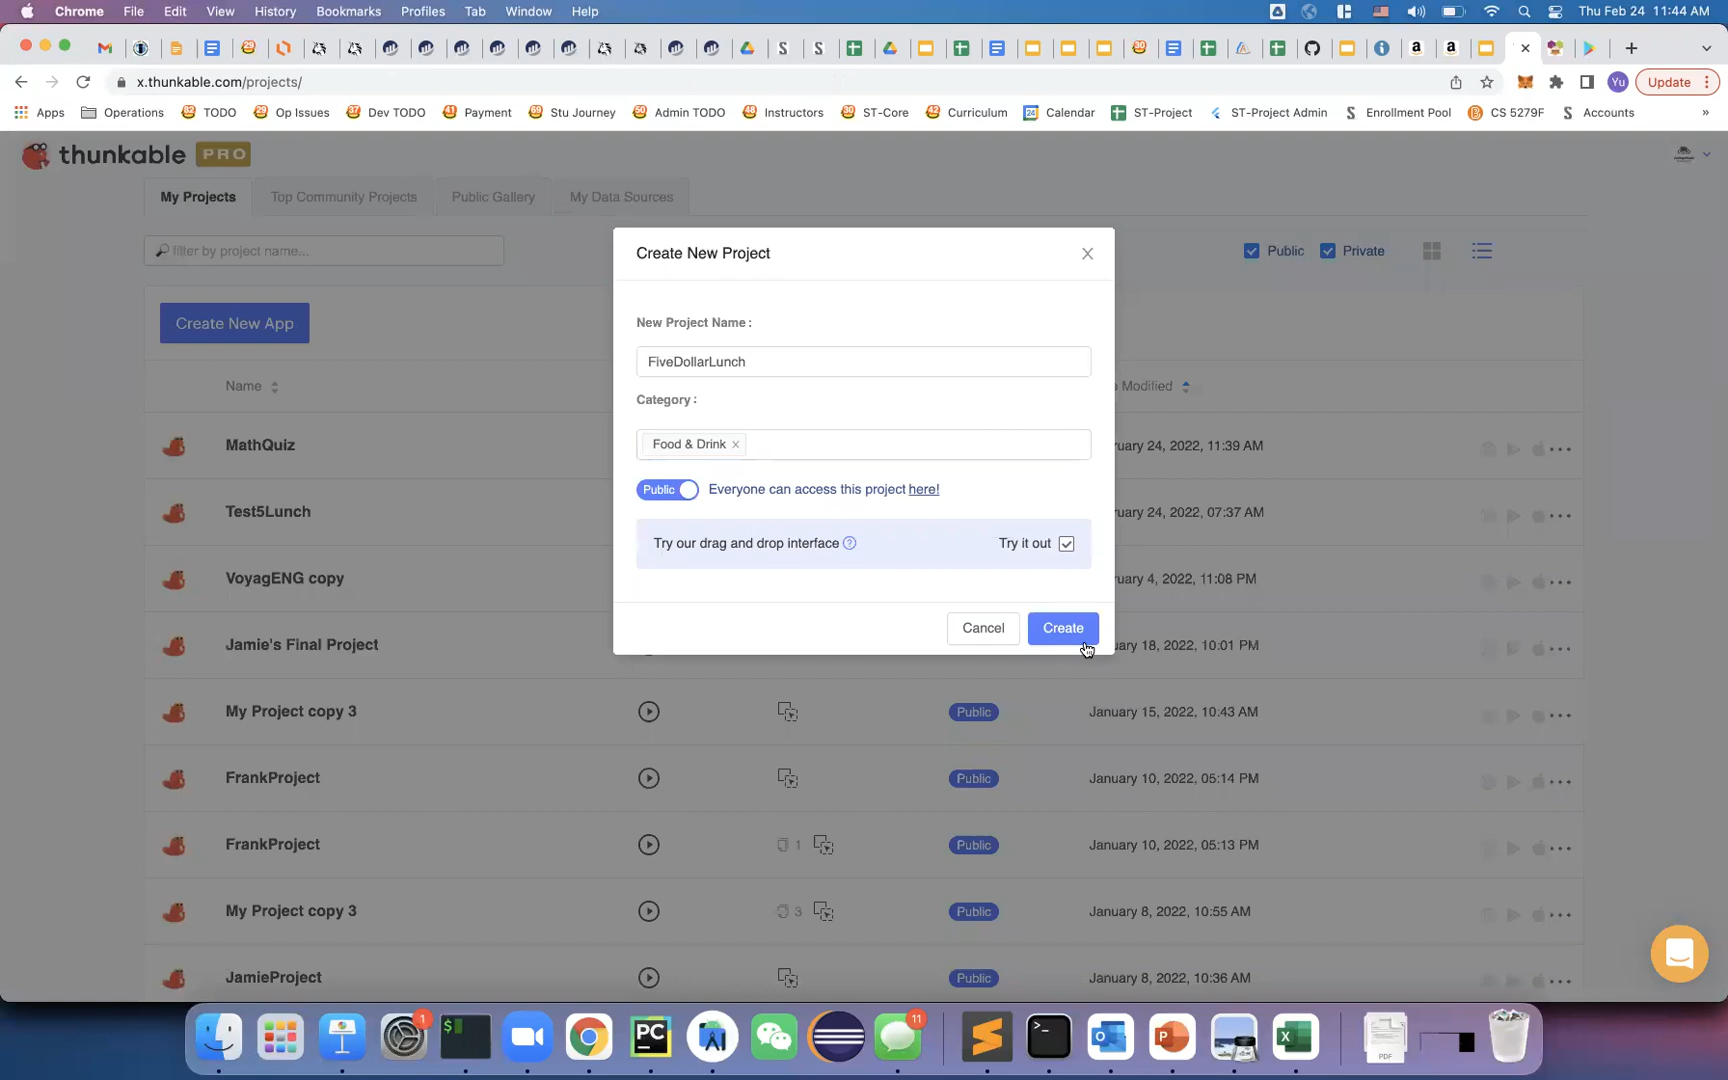 Chrome File Edit View History Bookmarks Profiles Tab Window Help Thu Feb 24 11:44 AM
x.thunkable.com/projects/ Yu Update
Apps Operations TODO Op Issues Dev TODO Payment Stu Journey Admin TODO Instructors ST-Core Curriculum Calendar ST-Project ST-Project Admin Enrollment Pool CS 5279F Accounts »
thunkable PRO
My Projects Top Community Projects Public Gallery My Data Sources
filter by project name... Public Private
Create New Project
Create New App
New Project Name :
FiveDollarLunch
Name Modified
Category :
Food & Drink ×
MathQuiz uary 24, 2022, 11:39 AM
Public Everyone can access this project here!
Test5Lunch uary 24, 2022, 07:37 AM
Try our drag and drop interface ? Try it out
VoyagENG copy uary 4, 2022, 11:08 PM
Cancel Create
Jamie's Final Project uary 18, 2022, 10:01 PM
My Project copy 3 Public January 15, 2022, 10:43 AM
FrankProject Public January 10, 2022, 05:14 PM
FrankProject 1 Public January 10, 2022, 05:13 PM
My Project copy 3 3 Public January 8, 2022, 10:55 AM
JamieProject Public January 8, 2022, 10:36 AM
1 $ PC 11 >_ PDF